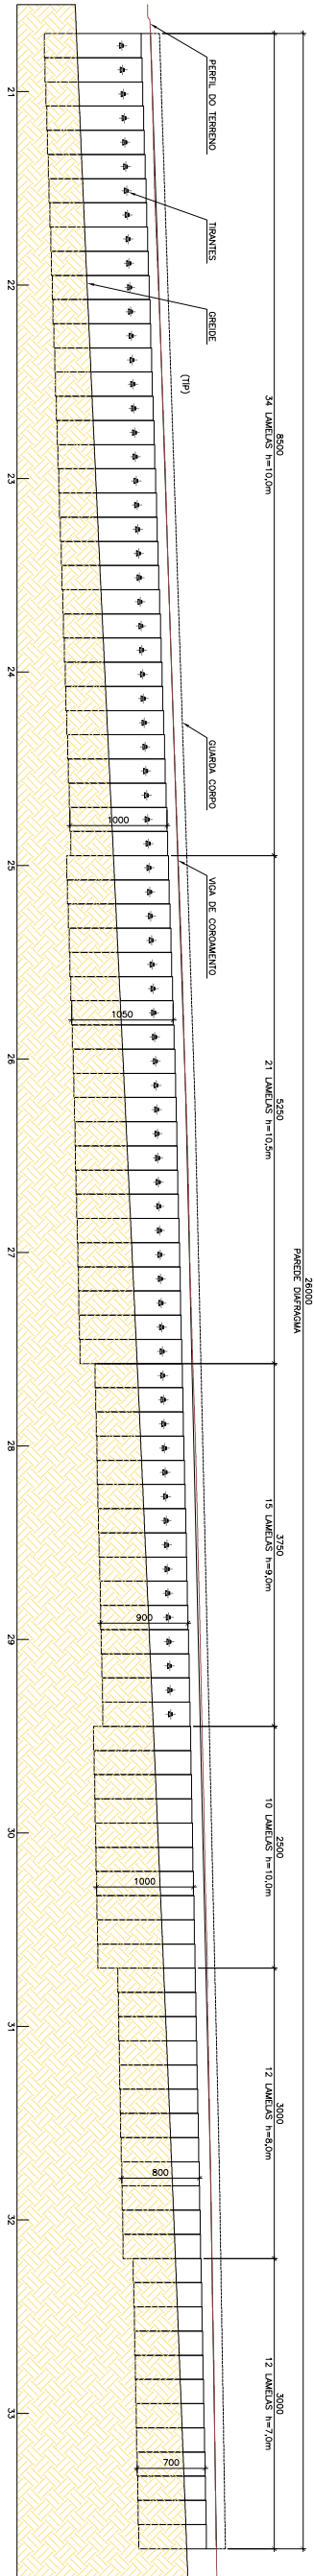 26000
PAREDE DIAFRAGMA
8500
34 LAMELAS h=10,0m
5250
21 LAMELAS h=10,5m
3750
15 LAMELAS h=9,0m
2500
10 LAMELAS h=10,0m
3000
12 LAMELAS h=8,0m
3000
12 LAMELAS h=7,0m
PERFIL DO TERRENO
TIRANTES
GREIDE
(TIP)
GUARDA CORPO
VIGA DE COROAMENTO
1000
1050
900
1000
800
700
21
22
23
24
25
26
27
28
29
30
31
32
33